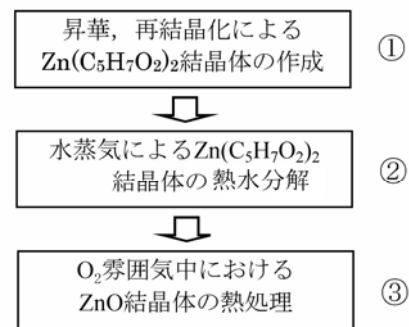 昇華，再結晶化による
Zn(C5H7O2)2結晶体の作成
①
水蒸気によるZn(C5H7O2)2
結晶体の熱水分解
②
O2雰囲気中における
ZnO結晶体の熱処理
③